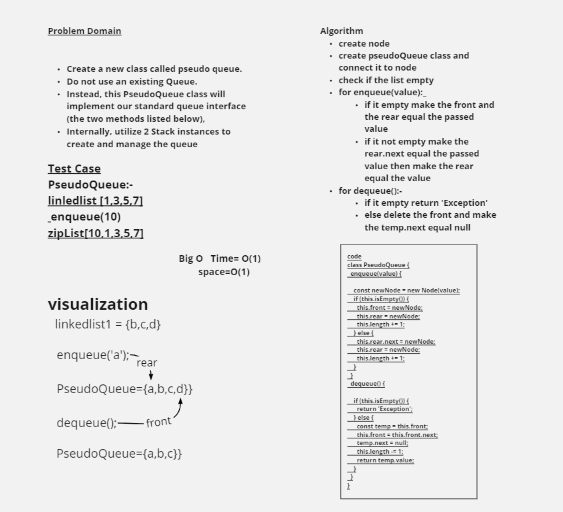 Problem Domain
Create a new class called pseudo queue.
Do not use an existing Queue.
Instead, this PseudoQueue class will
implement our standard queue interface
(the two methods listed below),
Internally, utilize 2 Stack instances to
create and manage the queue
Test Case
PseudoQueue:-
linledlist [1,3,5,7]
enqueue(10)
zipList[10,1,3,5,7]
Big O Time= O(1)
space=O(1)
visualization
linkedlist1 = {b,c,d}
enqueue('a');
rear
PseudoQueue={a,b,c,d}}
dequeue();
front
PseudoQueue={a,b,c}}
Algorithm
create node
create pseudoQueue class and
connect it to node
check if the list empty
for enqueue(value):_
if it empty make the front and
the rear equal the passed
value
if it not empty make the
rear.next equal the passed
value then make the rear
equal the value
for dequeue():-
if it empty return 'Exception'
else delete the front and make
the temp.next equal null
code
class PseudoQueue {
enqueue(value) {
const newNode = new Node(value);
if (this.isEmpty()) {
this.front = newNode;
this.rear = newNode;
this.length += 1;
} else {
this.rear.next = newNode;
this.rear = newNode;
this.length += 1;
}
}
dequeue() {
if (this.isEmpty()) {
return 'Exception';
} else {
const temp = this.front;
this.front = this.front.next;
temp.next = null;
this.length -= 1;
return temp.value;
}
}
}